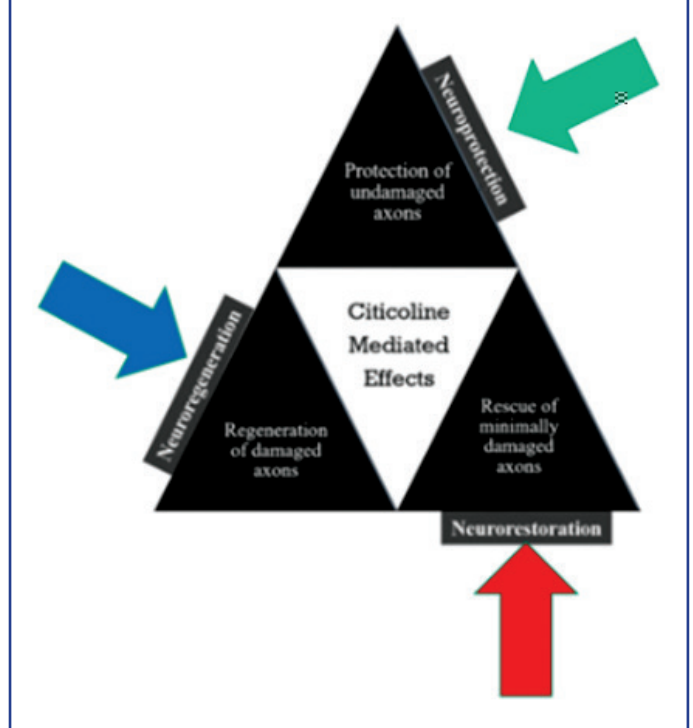 Neuroprotection
Protection of
undamaged
axons
Citicoline
Mediated
Effects
Neuroregeneration
Regeneration
of damaged
axons
Rescue of
minimally
damaged
axons
Neurorestoration